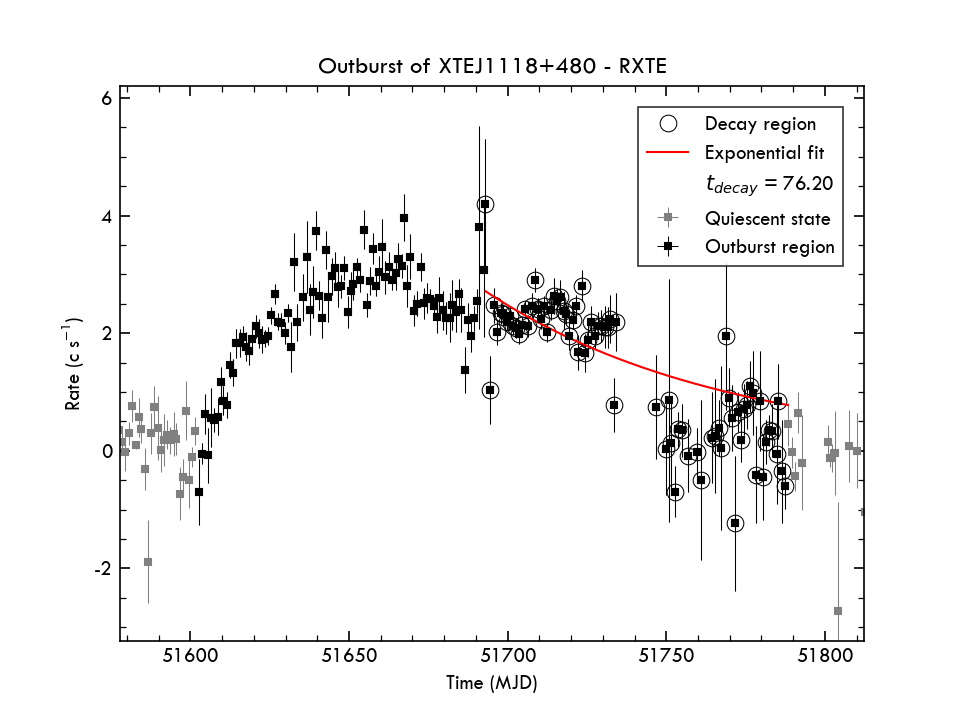 Outburst of XTEJ1118+480 - RXTE
6
4
2
0
-2
Rate (c s⁻¹)
51600
51650
51700
51750
51800
Time (MJD)
Decay region
Exponential fit
t_decay = 76.20
Quiescent state
Outburst region